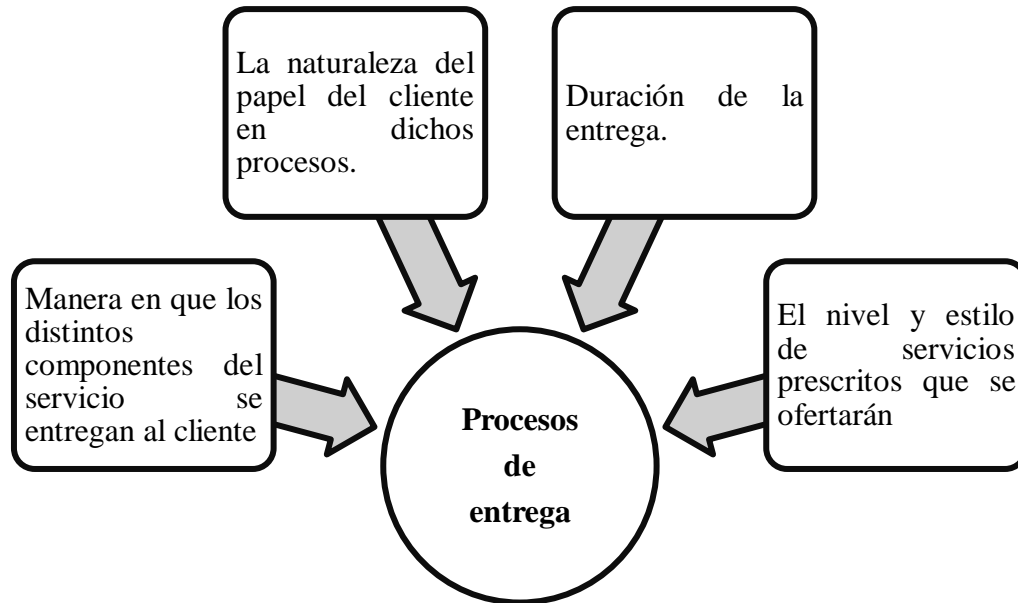 La naturaleza del
papel del cliente
en dichos
procesos.
Duración de la
entrega.
Manera en que los
distintos
componentes del
servicio se
entregan al cliente
El nivel y estilo
de servicios
prescritos que se
ofertarán
Procesos
de
entrega